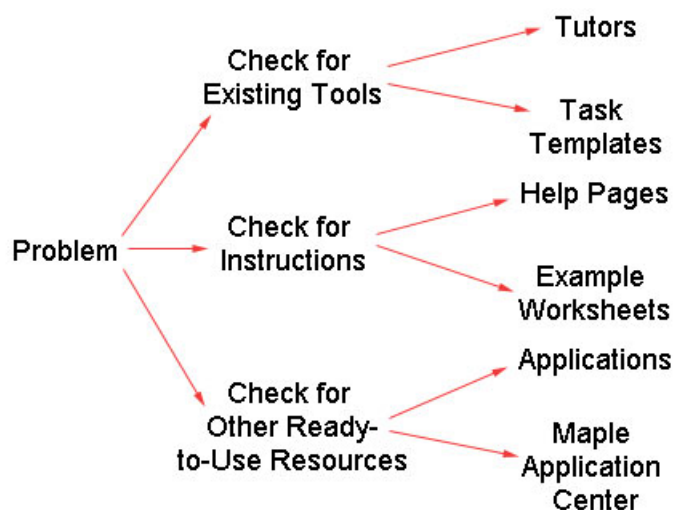 Problem
Check for
Existing Tools
Tutors
Task
Templates
Check for
Instructions
Help Pages
Example
Worksheets
Check for
Other Ready-
to-Use Resources
Applications
Maple
Application
Center